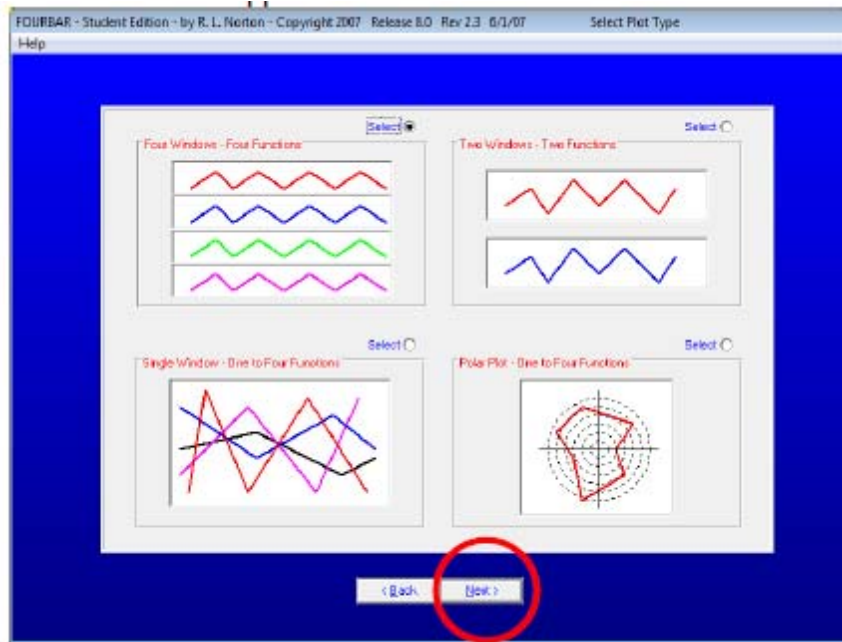 FOURBAR - Student Edition - by R. L. Norton - Copyright 2007 Release 8.0 Rev 2.3 6/1/07 Select Plot Type
Help
Select
Select
Four Windows - Four Functions
Two Windows - Two Functions
Select
Select
Single Window - One to Four Functions
Polar Plot - One to Four Functions
< Back
Next >